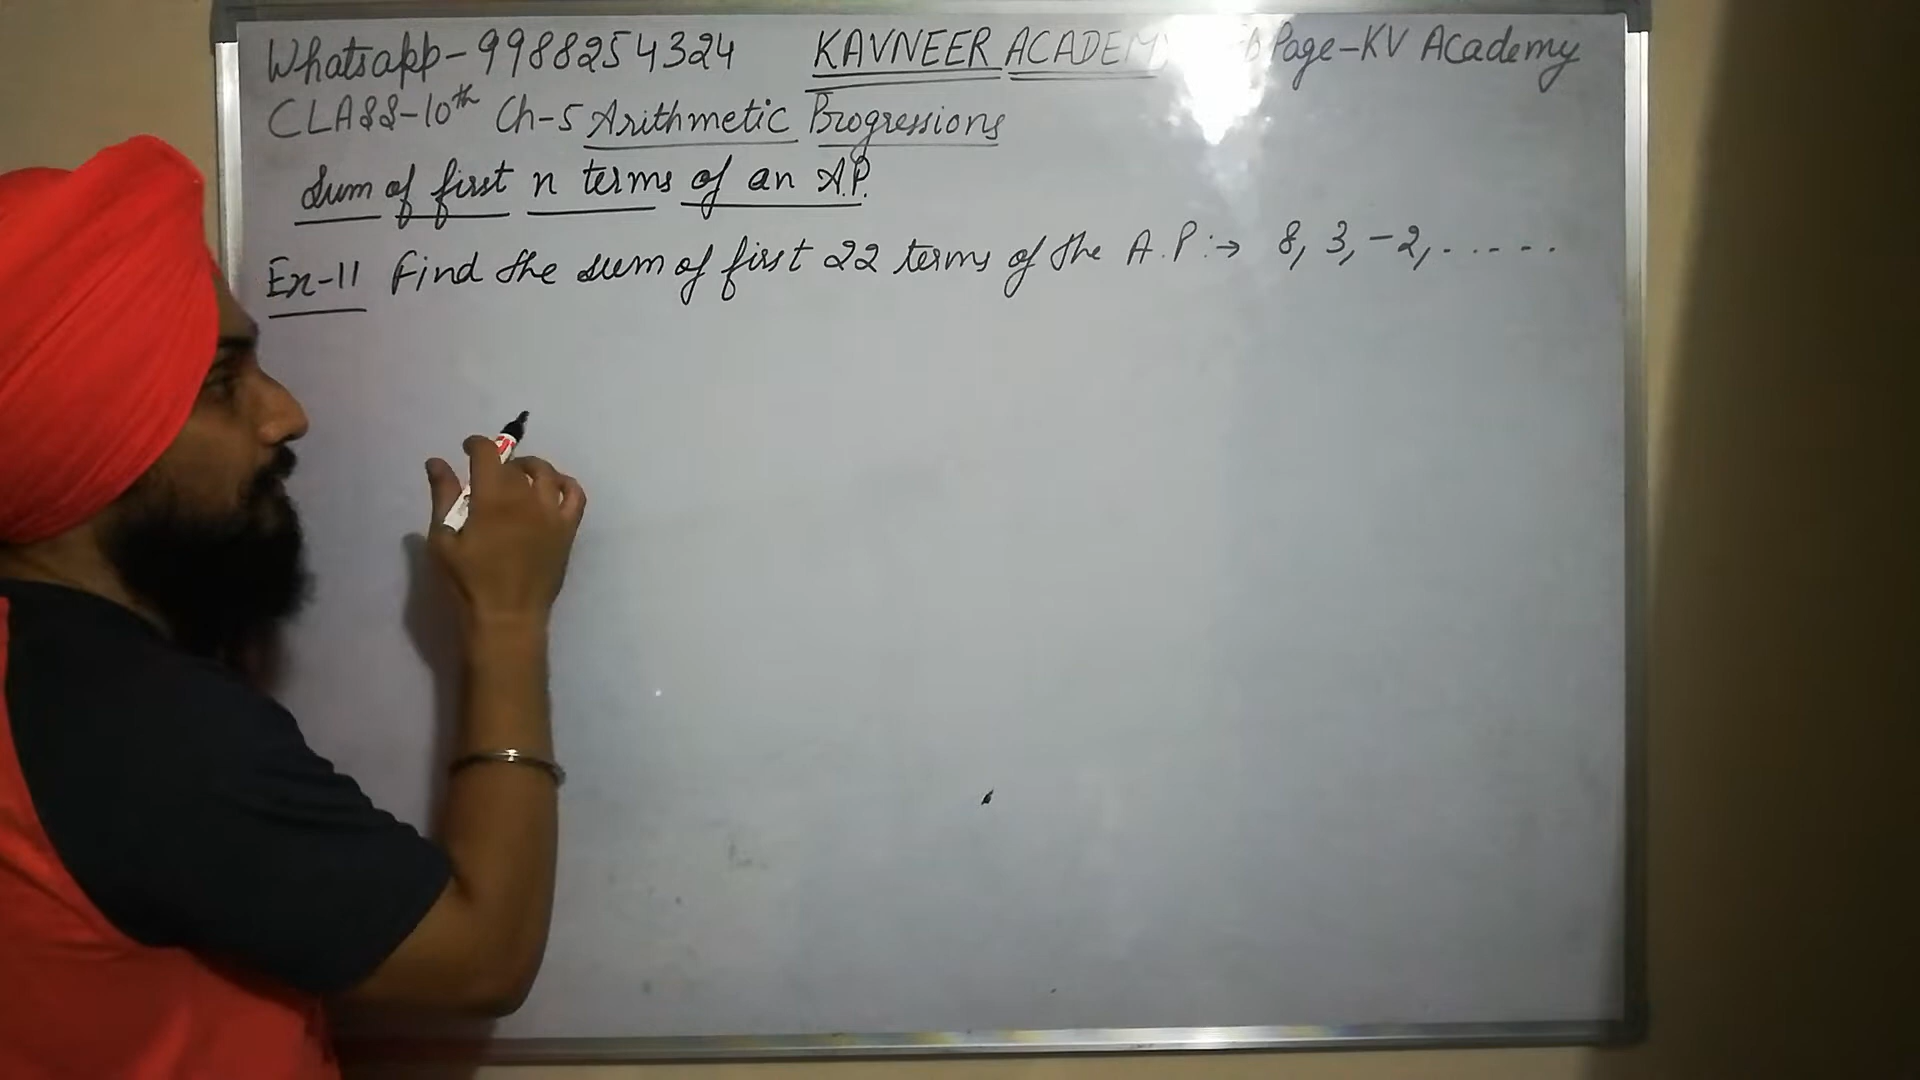 Whatsapp-9988254324 KAVNEER ACADEM Page-KV Academy
CLASS-10th Ch-5 Arithmetic Progressions
Sum of first n terms of an A.P.
Ex-11 Find the sum of first 22 terms of the A.P:→ 8, 3, -2, .....